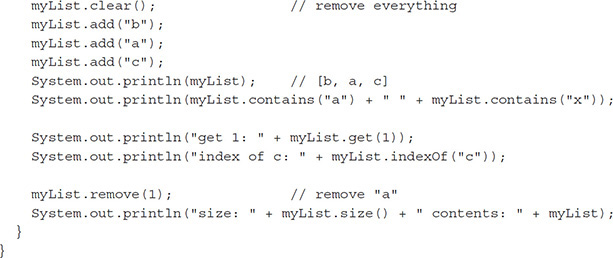 myList.clear();               // remove everything
myList.add("b");
myList.add("a");
myList.add("c");
System.out.println(myList);    // [b, a, c]
System.out.println(myList.contains("a") + " " + myList.contains("x"));

System.out.println("get 1: " + myList.get(1));
System.out.println("index of c: " + myList.indexOf("c"));

myList.remove(1);              // remove "a"
System.out.println("size: " + myList.size() + " contents: " + myList);
}
}